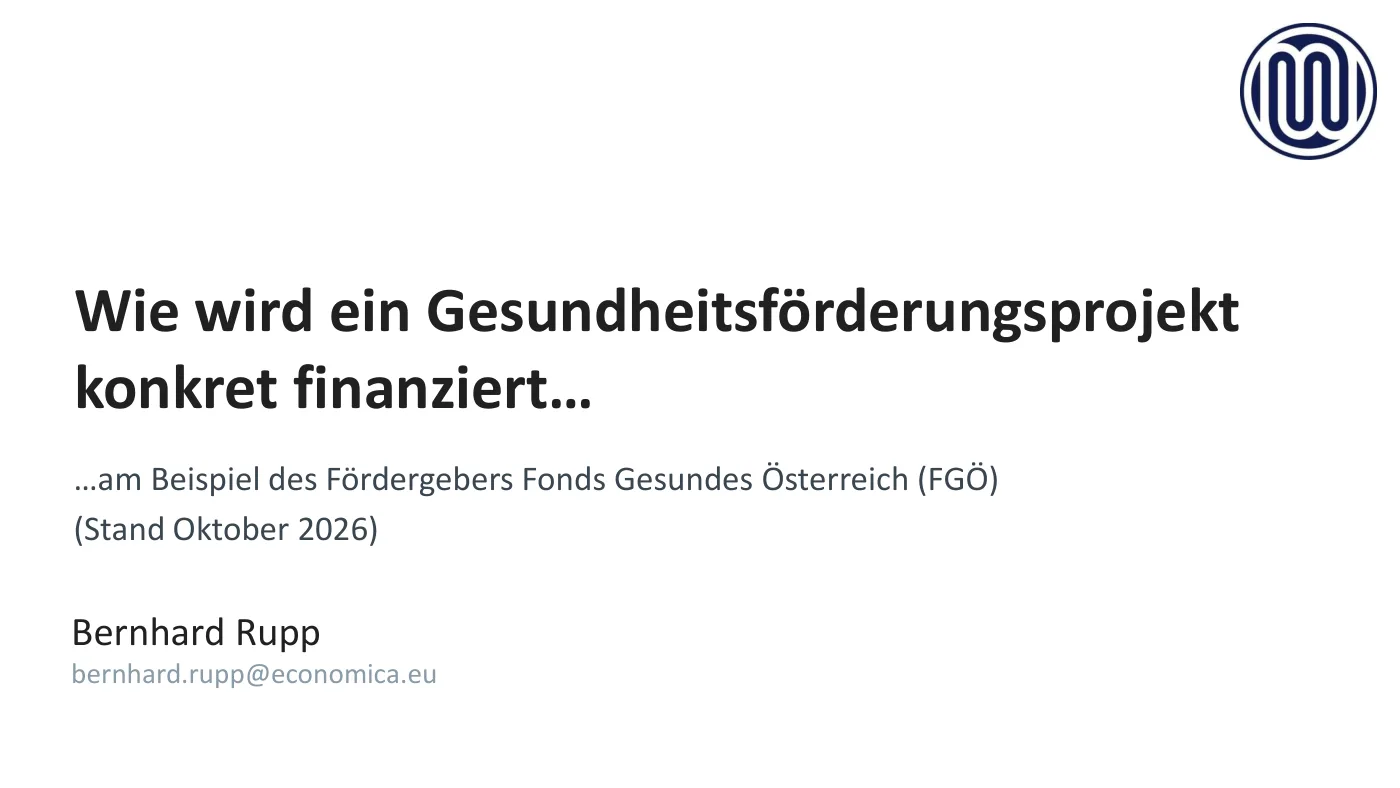 Wie wird ein Gesundheitsförderungsprojekt
konkret finanziert…
…am Beispiel des Fördergebers Fonds Gesundes Österreich (FGÖ)
(Stand Oktober 2026)
Bernhard Rupp
bernhard.rupp@economica.eu